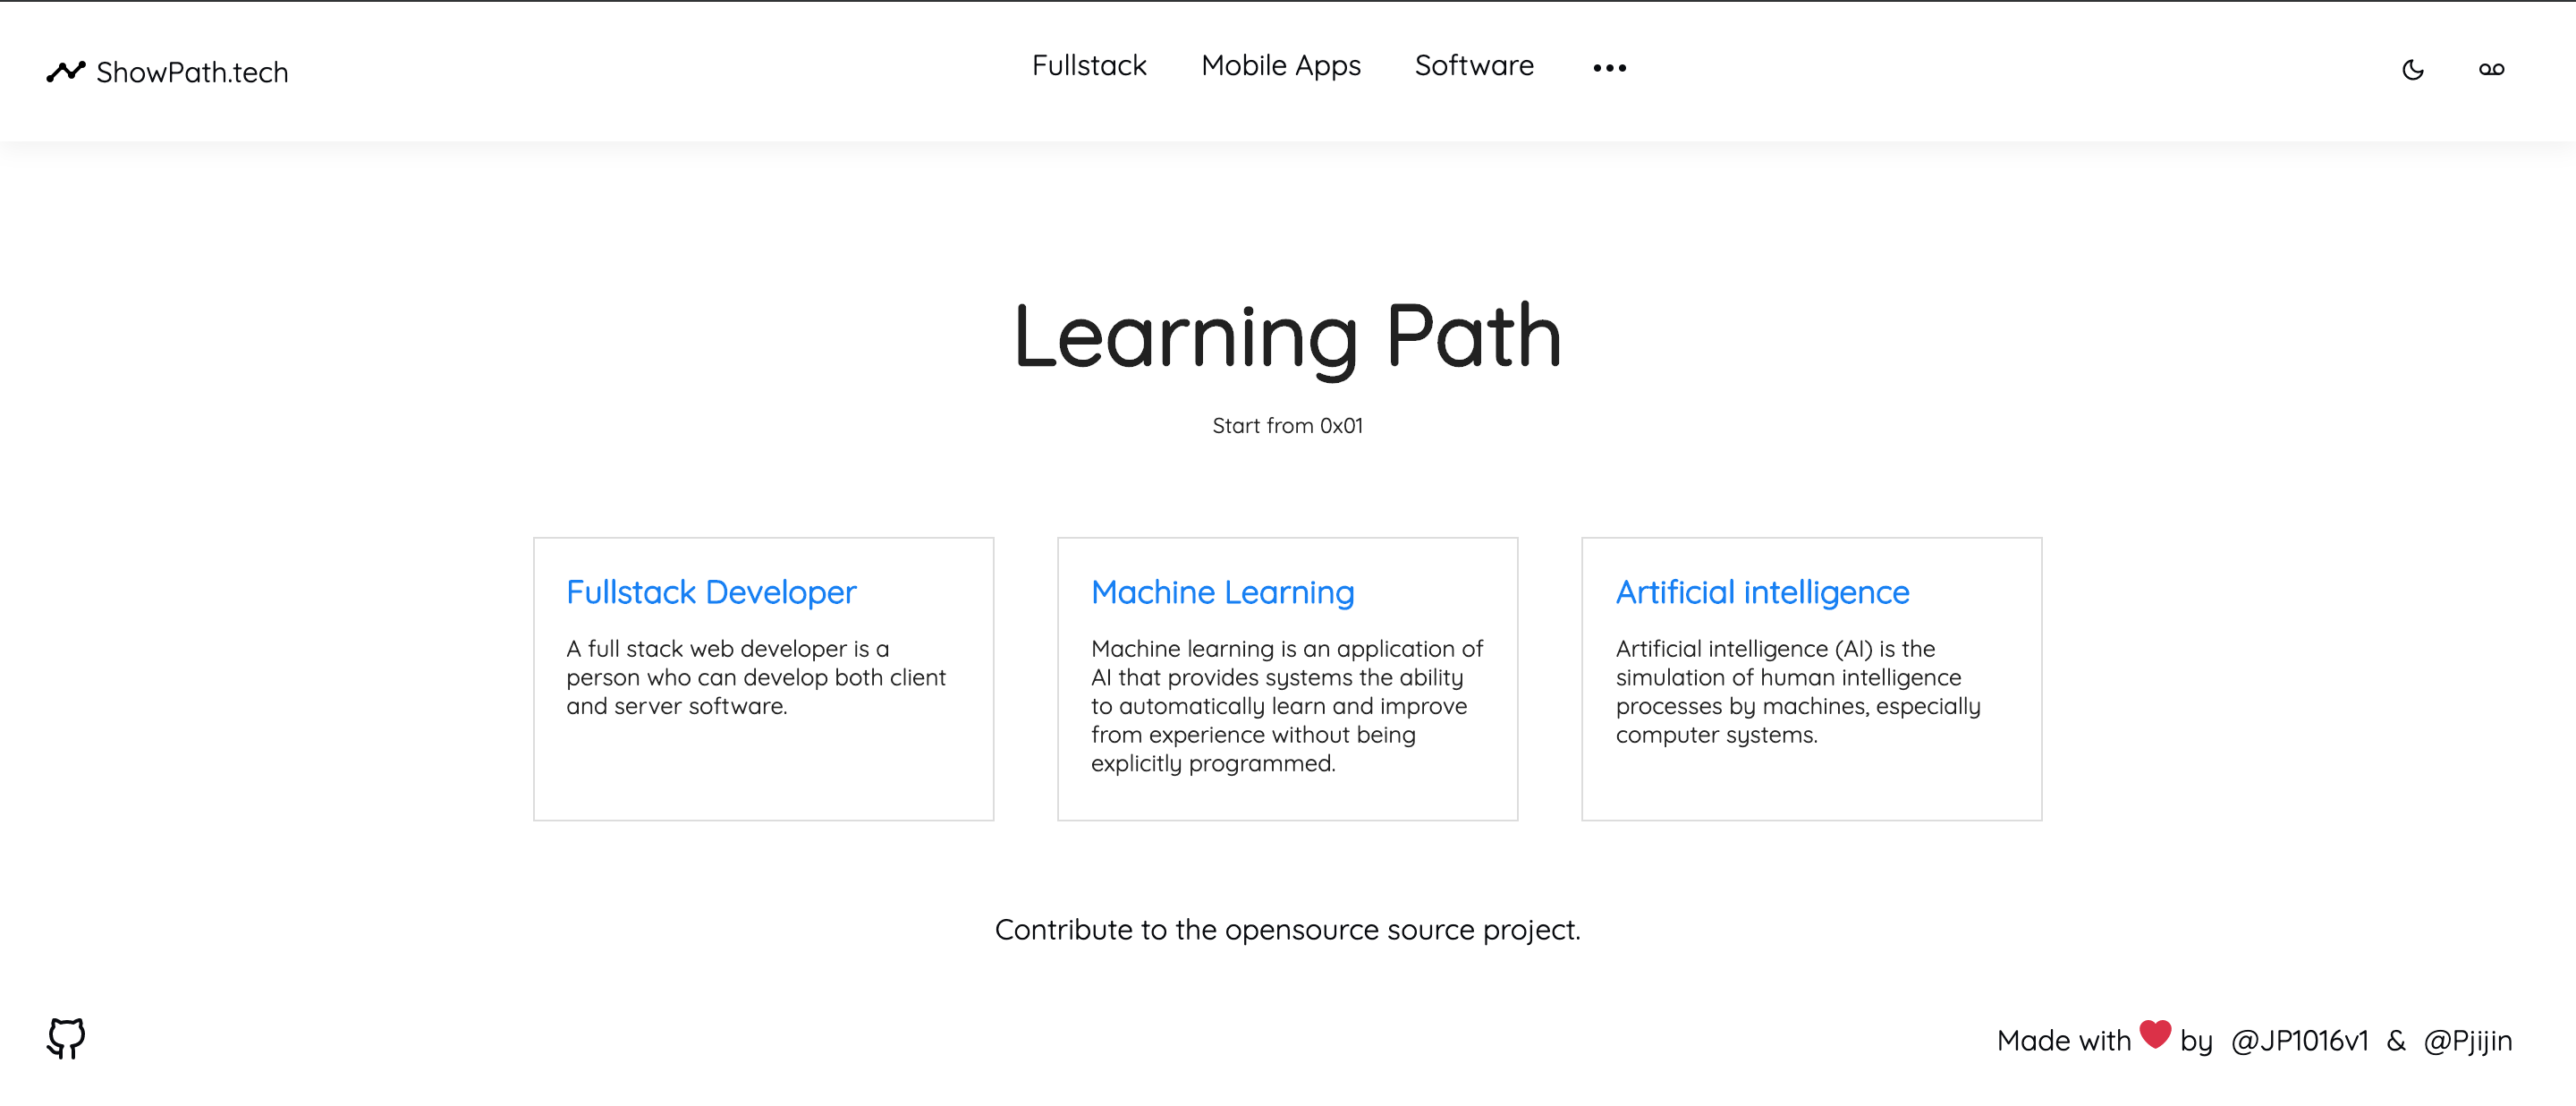 ShowPath.tech
Fullstack
Mobile Apps
Software
Learning Path
Start from 0x01
Fullstack Developer
A full stack web developer is a
person who can develop both client
and server software.
Machine Learning
Machine learning is an application of
AI that provides systems the ability
to automatically learn and improve
from experience without being
explicitly programmed.
Artificial intelligence
Artificial intelligence (AI) is the
simulation of human intelligence
processes by machines, especially
computer systems.
Contribute to the opensource source project.
Made with ❤️ by @JP1016v1 & @Pjijin